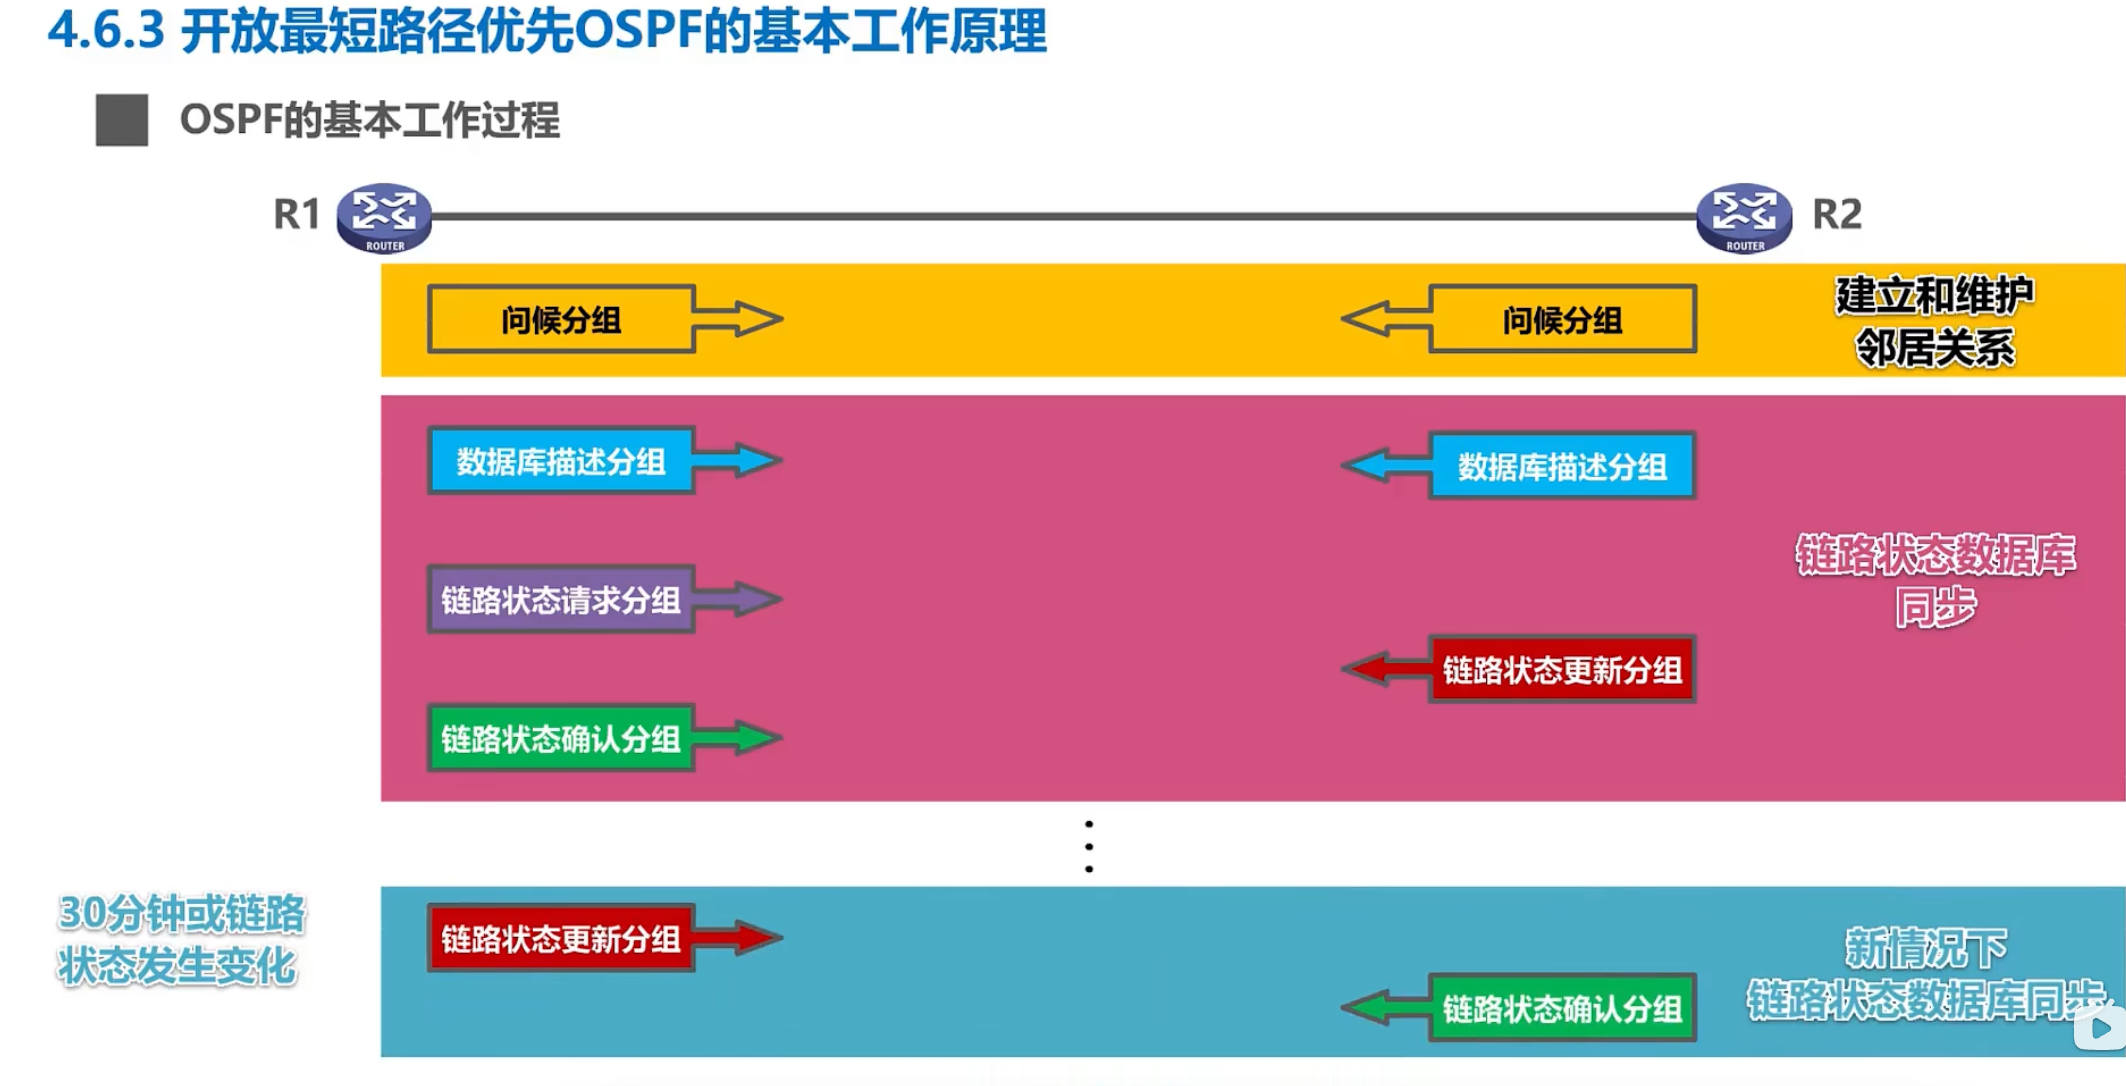 4.6.3 开放最短路径优先OSPF的基本工作原理
OSPF的基本工作过程
R1
ROUTER
ROUTER
R2
问候分组
问候分组
建立和维护
邻居关系
数据库描述分组
数据库描述分组
链路状态请求分组
链路状态数据库
同步
链路状态更新分组
链路状态确认分组
30分钟或链路
状态发生变化
链路状态更新分组
新情况下
链路状态数据库同步
链路状态确认分组